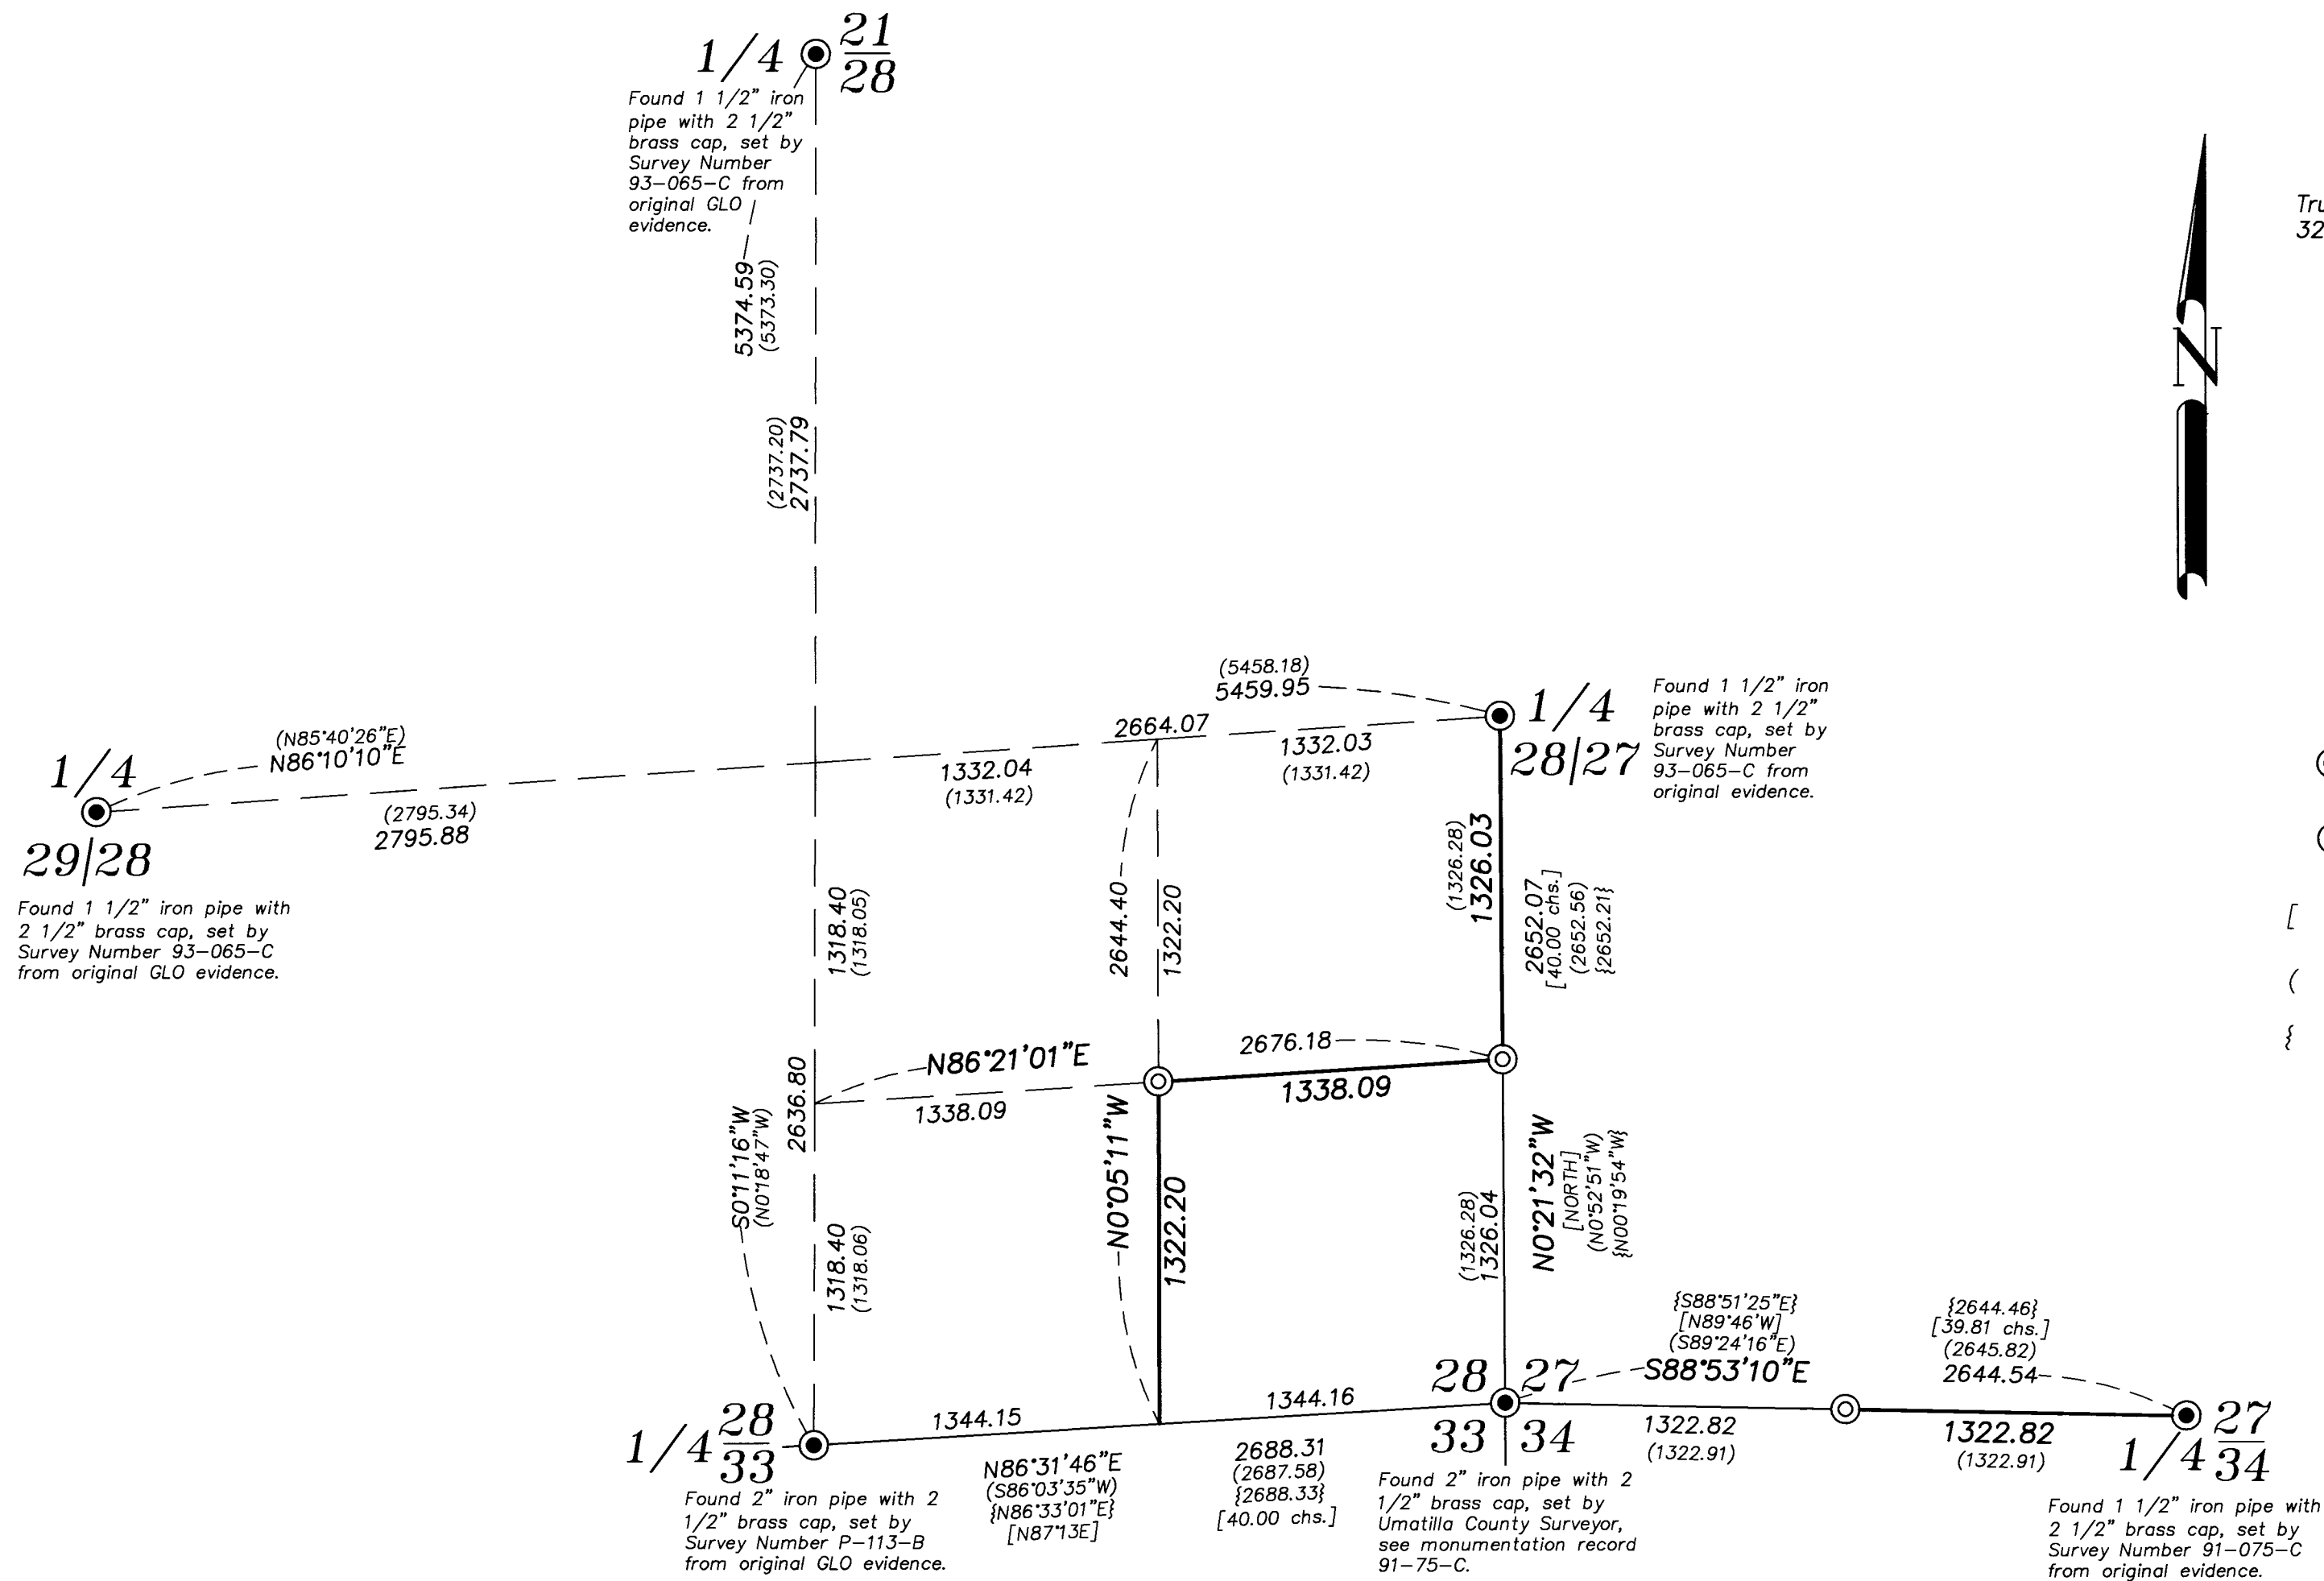 1/4
21
28
Found 1 1/2” iron
pipe with 2 1/2”
brass cap, set by
Survey Number
93-065-C from
original GLO
evidence.
5374.59
(5373.30)
(2737.20)
2737.79
N
Tru
32
(5458.18)
5459.95
1/4
28|27
Found 1 1/2” iron
pipe with 2 1/2”
brass cap, set by
Survey Number
93-065-C from
original evidence.
(N85°40'26”E)
N86°10'10”E
1/4
29|28
(2795.34)
2795.88
Found 1 1/2” iron pipe with
2 1/2” brass cap, set by
Survey Number 93-065-C
from original GLO evidence.
2664.07
1332.04
(1331.42)
1332.03
(1331.42)
1318.40
(1318.05)
2644.40
1322.20
(1326.28)
1326.03
2652.07
[40.00 chs.]
(2652.56)
{2652.21}
[
(
{
N86°21'01”E
2676.18
1338.09
1338.09
2636.80
S0°11'16”W
(N0°18'47”W)
1318.40
(1318.06)
N0°05'11”W
1322.20
(1326.28)
1326.04
N0°21'32”W
[NORTH]
(N0°52'51”W)
{N00°19'54”W}
{S88°51'25”E}
[N89°46'W]
(S89°24'16”E)
S88°53'10”E
{2644.46}
[39.81 chs.]
(2645.82)
2644.54
1/4
28
33
1344.15
1344.16
28
27
33
34
1322.82
(1322.91)
1322.82
(1322.91)
1/4
27
34
N86°31'46”E
(S86°03'35”W)
{N86°33'01”E}
[N87°13E]
2688.31
(2687.58)
{2688.33}
[40.00 chs.]
Found 2” iron pipe with 2
1/2” brass cap, set by
Survey Number P-113-B
from original GLO evidence.
Found 2” iron pipe with 2
1/2” brass cap, set by
Umatilla County Surveyor,
see monumentation record
91-75-C.
Found 1 1/2” iron pipe with
2 1/2” brass cap, set by
Survey Number 91-075-C
from original evidence.